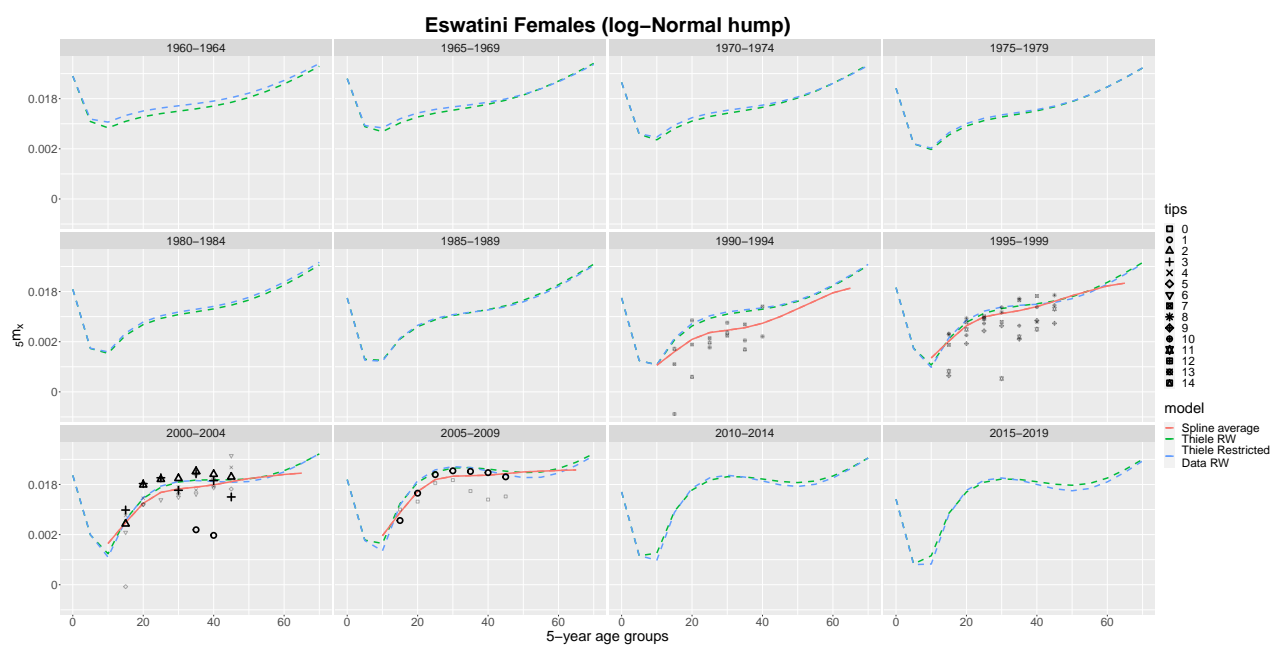 Eswatini Females (log−Normal hump)
1960−1964
1965−1969
1970−1974
1975−1979
0.018
0.002
0
1980−1984
1985−1989
1990−1994
1995−1999
0.018
0.002
0
2000−2004
2005−2009
2010−2014
2015−2019
0.018
0.002
0
0 20 40 60
0 20 40 60
0 20 40 60
0 20 40 60
5-year age groups
5mx
tips
0
1
2
3
4
5
6
7
8
9
10
11
12
13
14
model
Spline average
Thiele RW
Thiele Restricted
Data RW